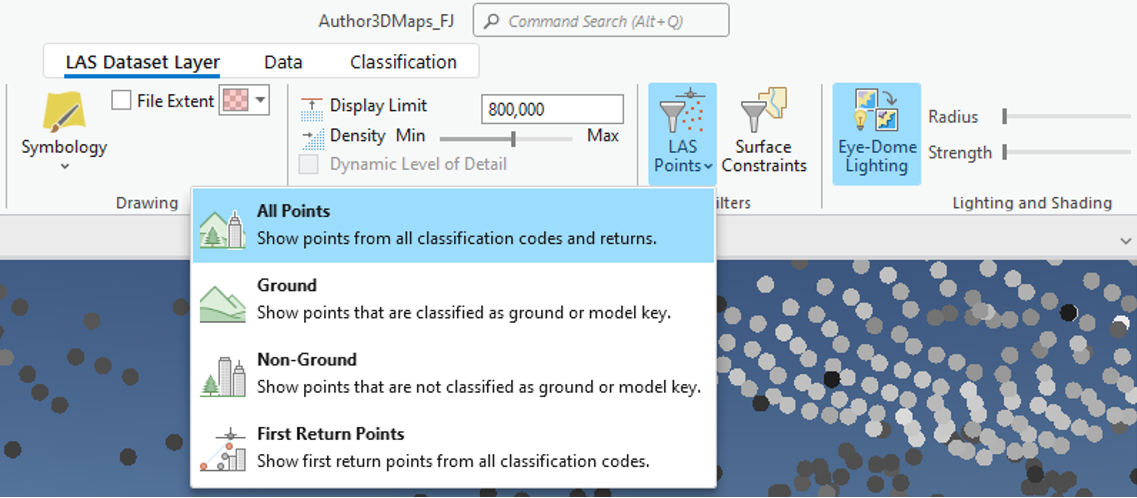 Author3DMaps_FJ
Command Search (Alt+Q)
LAS Dataset Layer
Data
Classification
Symbology
File Extent
Drawing
Display Limit
800,000
Density Min
Max
Dynamic Level of Detail
LAS
Points
Surface
Constraints
Eye-Dome
Lighting
Radius
Strength
Lighting and Shading
All Points
Show points from all classification codes and returns.
Ground
Show points that are classified as ground or model key.
Non-Ground
Show points that are not classified as ground or model key.
First Return Points
Show first return points from all classification codes.